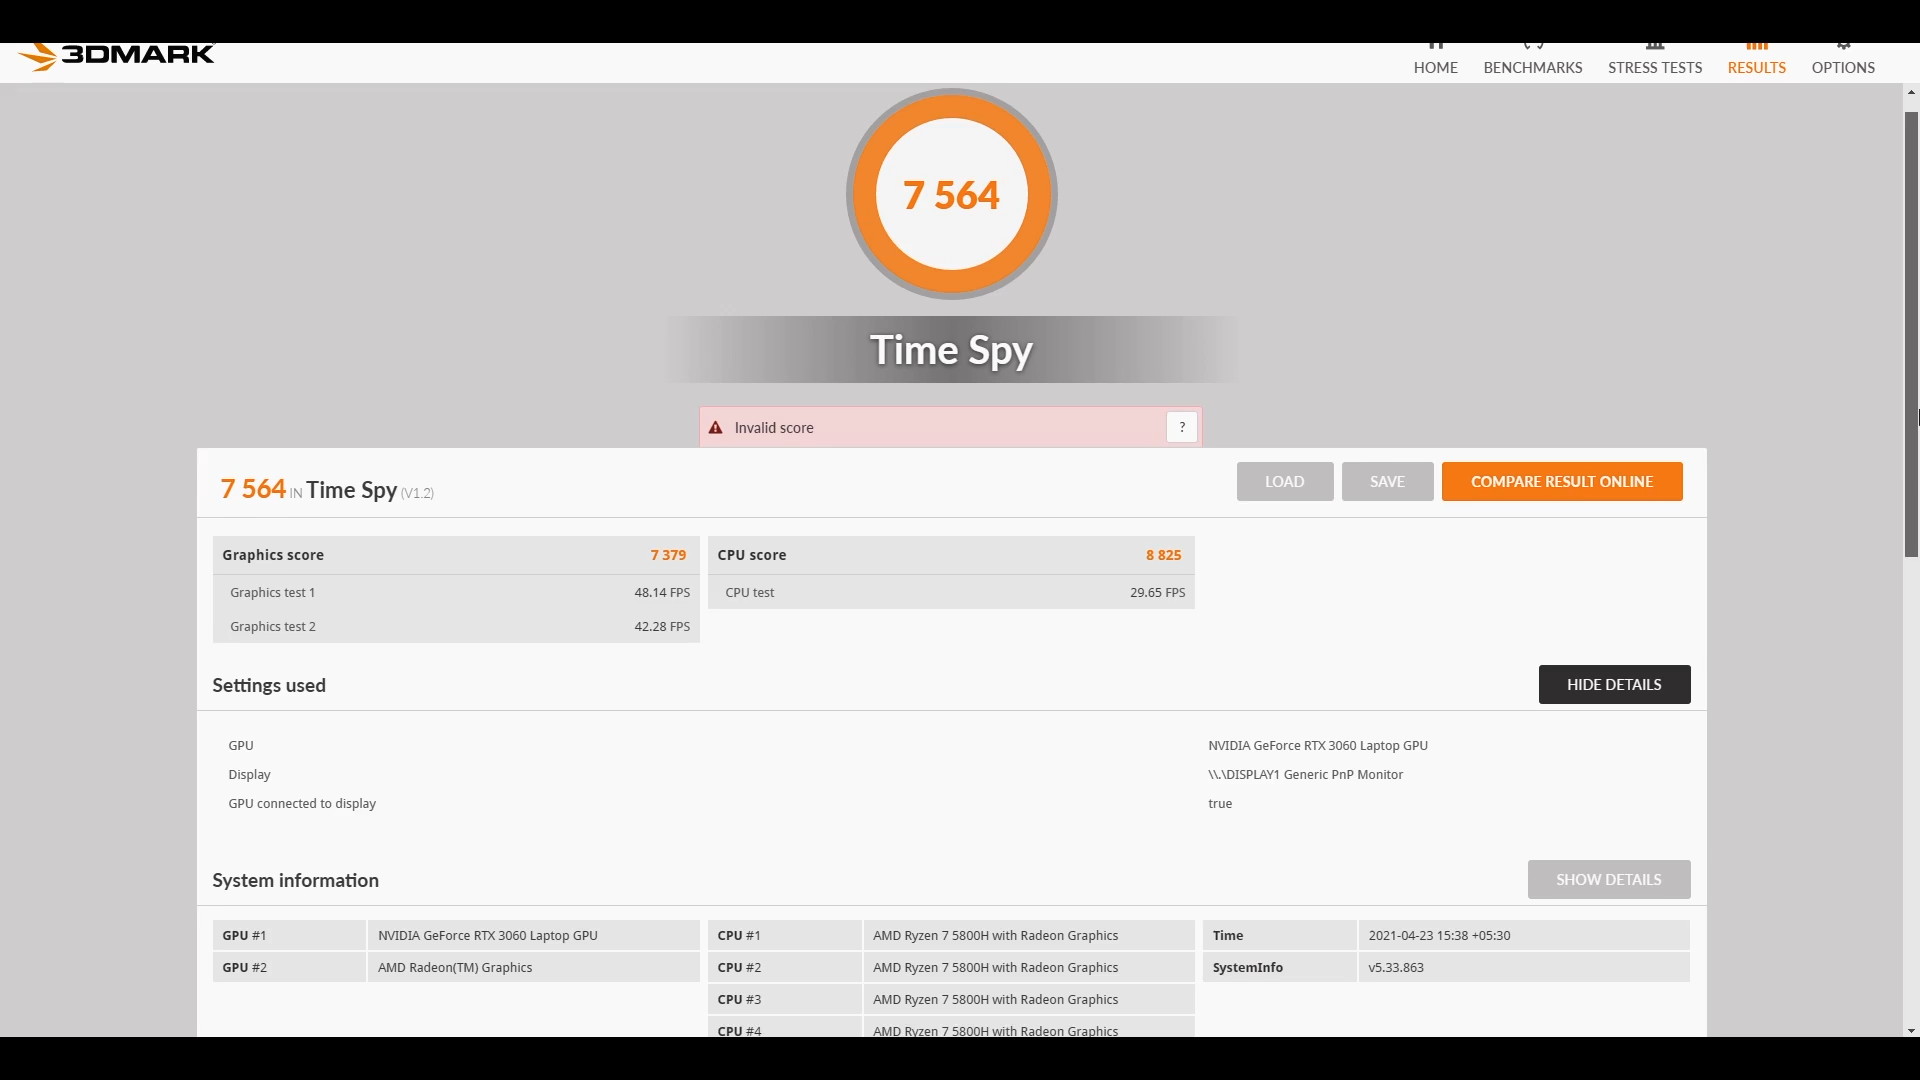 3DMARK
HOME BENCHMARKS STRESS TESTS RESULTS OPTIONS
7 564
Time Spy
Invalid score ?
7 564 IN Time Spy (V1.2) LOAD SAVE COMPARE RESULT ONLINE
Graphics score 7 379 CPU score 8 825
Graphics test 1 48.14 FPS CPU test 29.65 FPS
Graphics test 2 42.28 FPS
Settings used HIDE DETAILS
GPU NVIDIA GeForce RTX 3060 Laptop GPU
Display \\.\DISPLAY1 Generic PnP Monitor
GPU connected to display true
System information SHOW DETAILS
GPU #1 NVIDIA GeForce RTX 3060 Laptop GPU CPU #1 AMD Ryzen 7 5800H with Radeon Graphics Time 2021-04-23 15:38 +05:30
GPU #2 AMD Radeon(TM) Graphics CPU #2 AMD Ryzen 7 5800H with Radeon Graphics SystemInfo v5.33.863
CPU #3 AMD Ryzen 7 5800H with Radeon Graphics
CPU #4 AMD Ryzen 7 5800H with Radeon Graphics